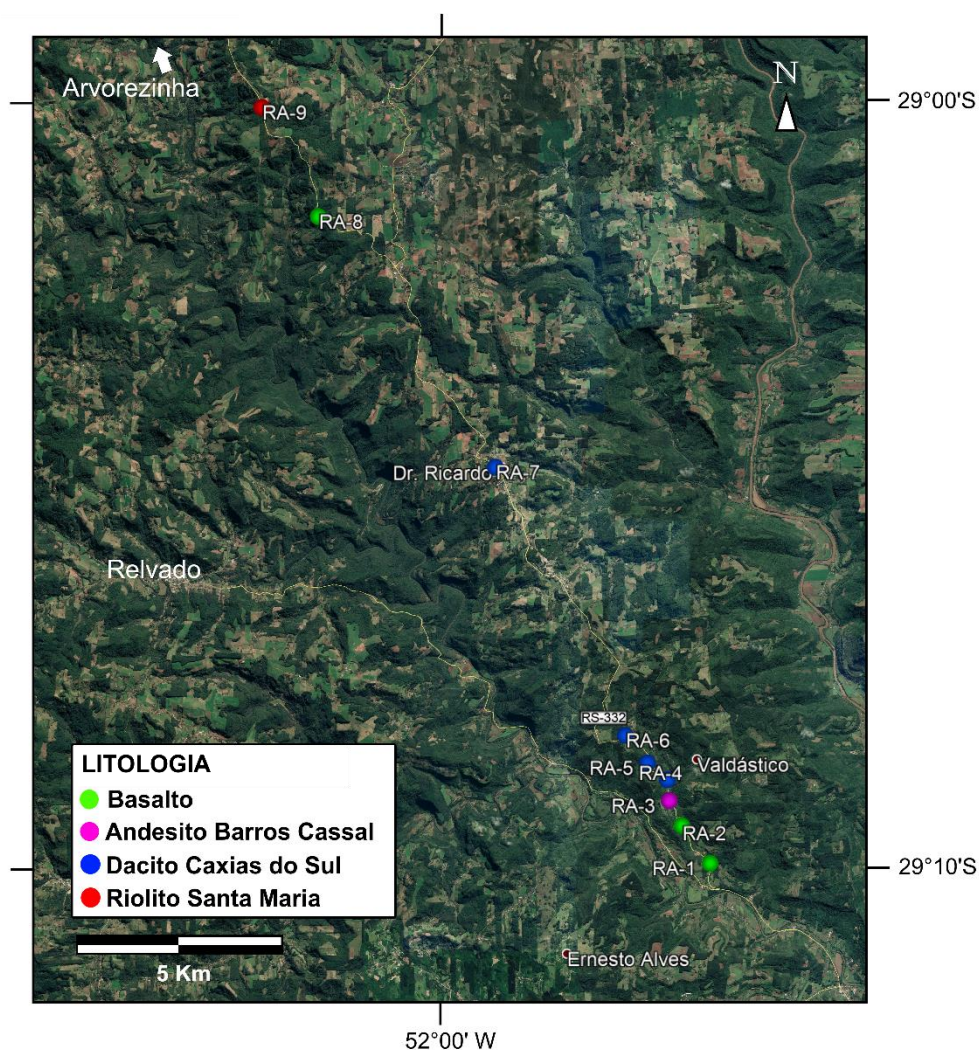 Arvorezinha
N
29°00'S
RA-9
RA-8
Dr. Ricardo RA-7
Relvado
RS-332
RA-6
RA-5
RA-4
Valdástico
RA-3
RA-2
RA-1
29°10'S
LITOLOGIA
Basalto
Andesito Barros Cassal
Dacito Caxias do Sul
Riolito Santa Maria
5 Km
Ernesto Alves
52°00' W